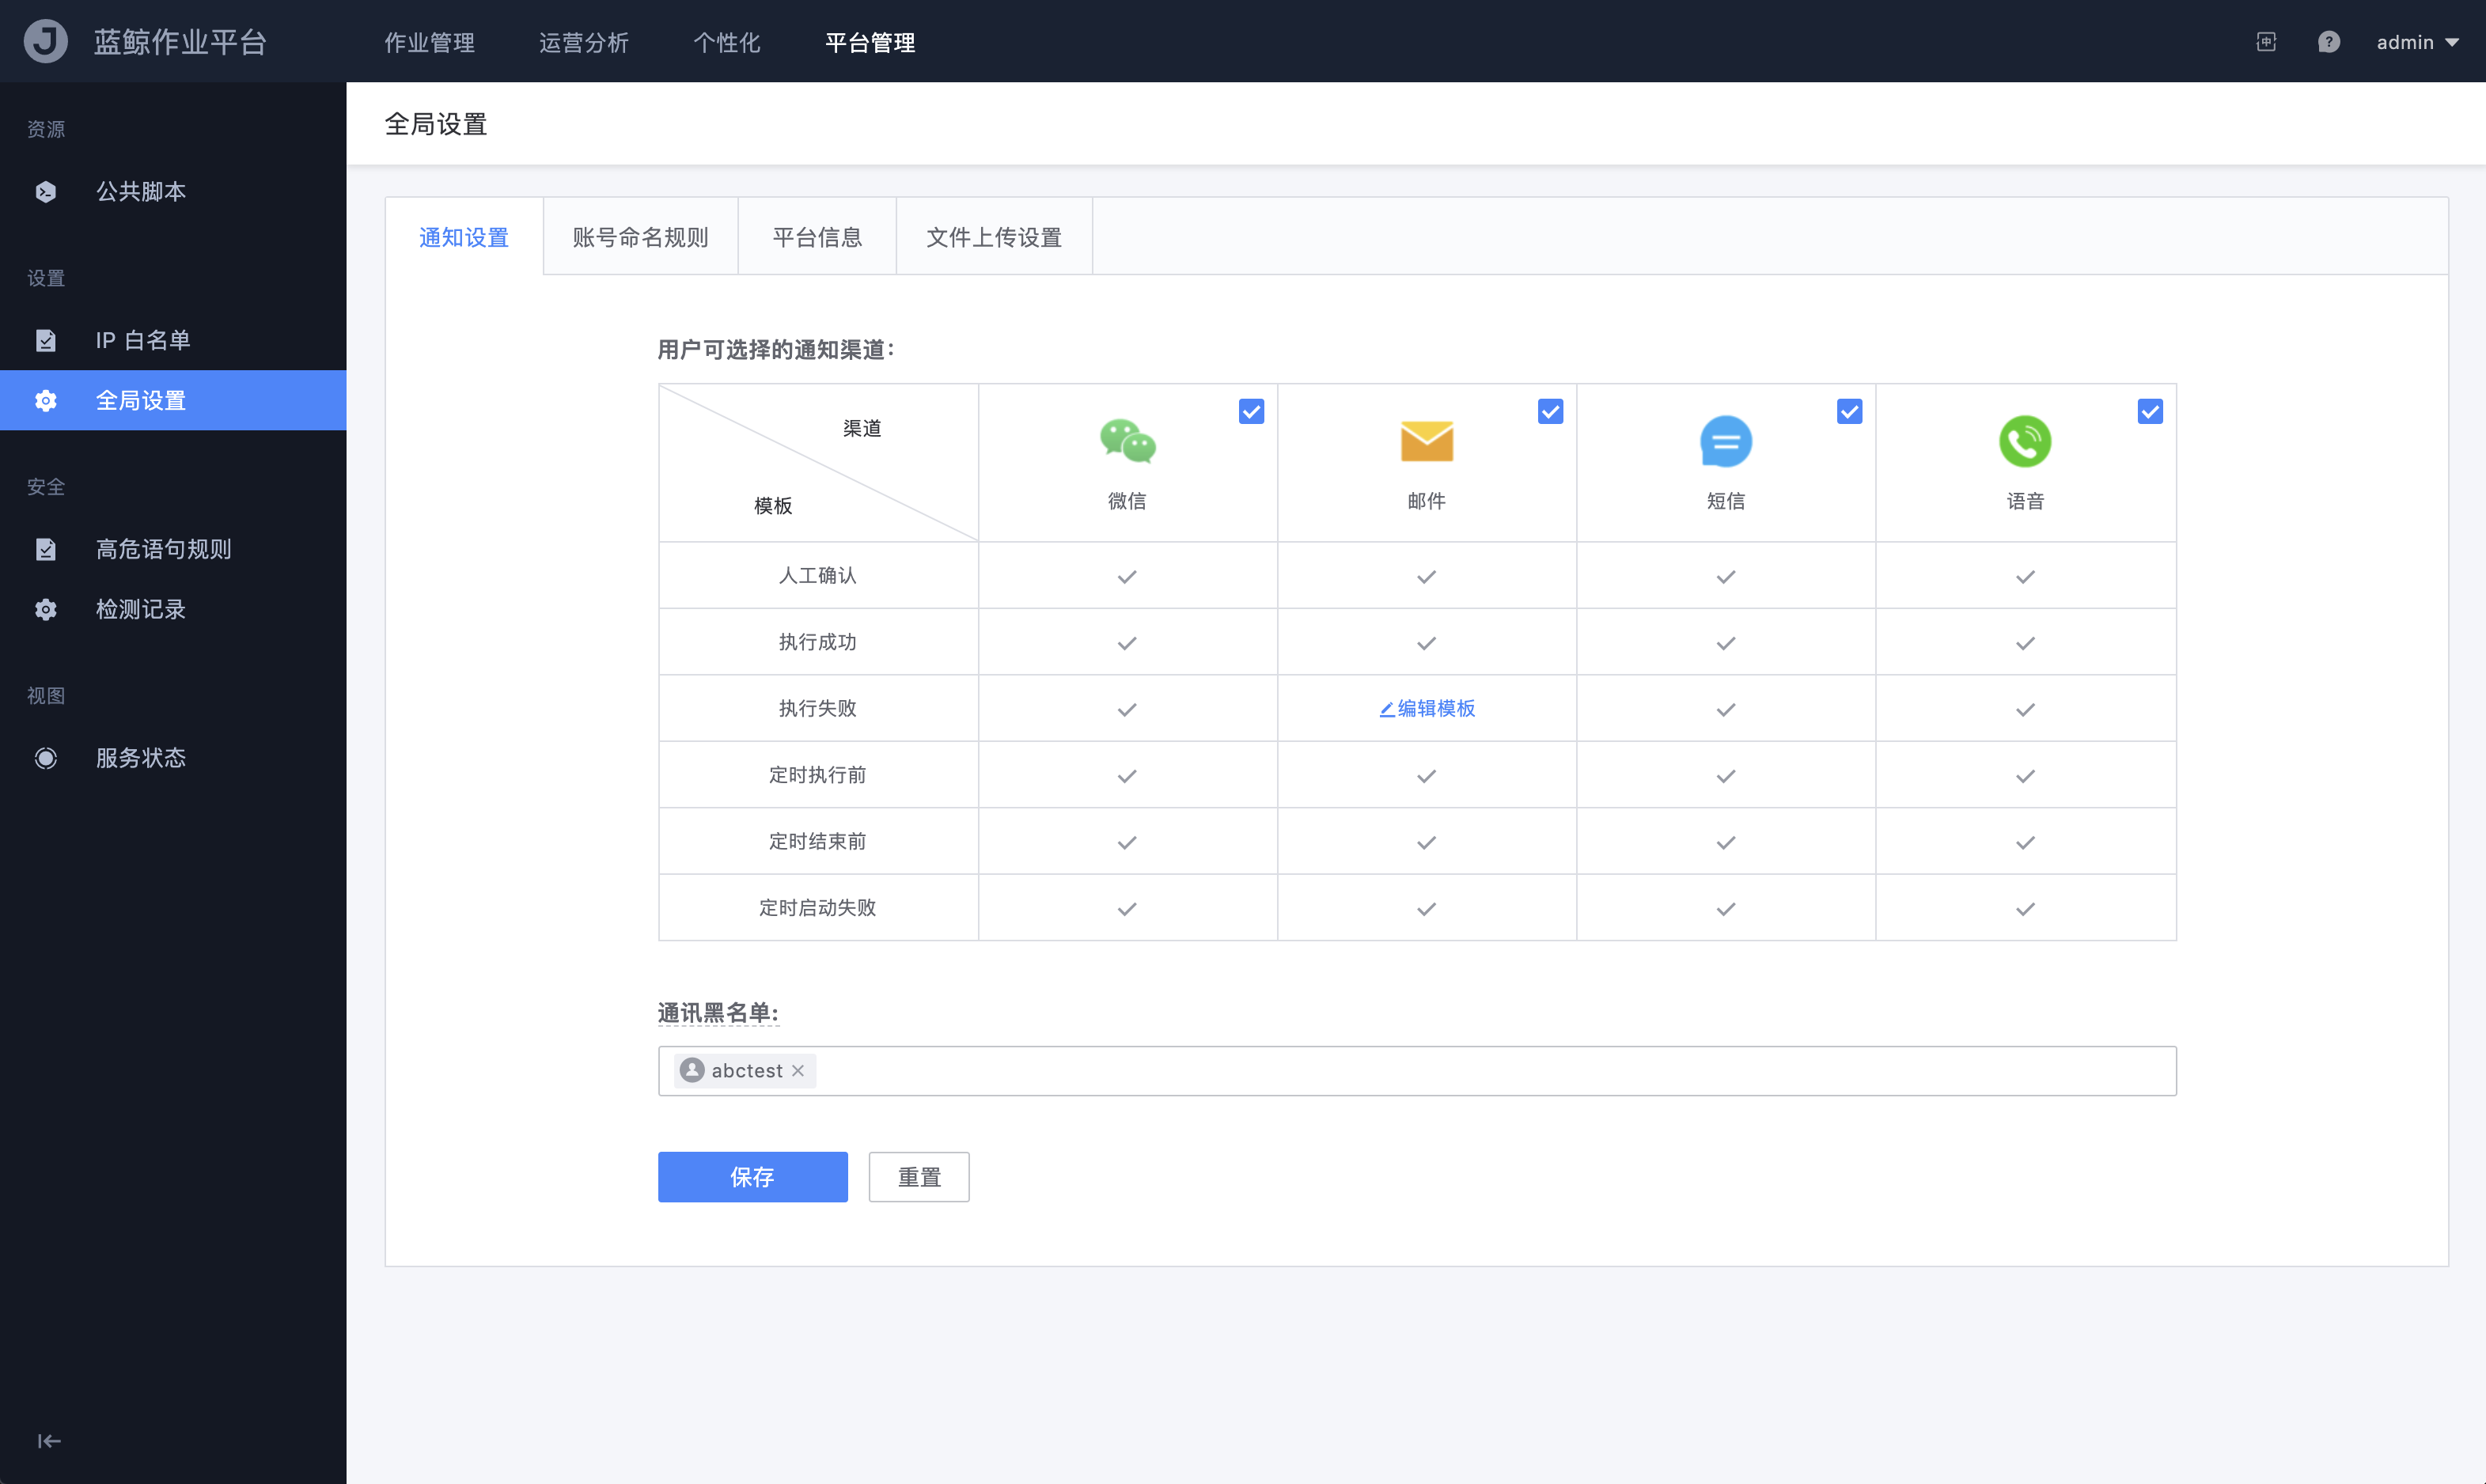 蓝鲸作业平台
作业管理 运营分析 个性化 平台管理
中 ? admin
资源
公共脚本
设置
IP 白名单
全局设置
安全
高危语句规则
检测记录
视图
服务状态
全局设置
通知设置 账号命名规则 平台信息 文件上传设置
用户可选择的通知渠道：
渠道
模板
微信 邮件 短信 语音
人工确认
执行成功
执行失败 编辑模板
定时执行前
定时结束前
定时启动失败
通讯黑名单:
abctest
保存 重置